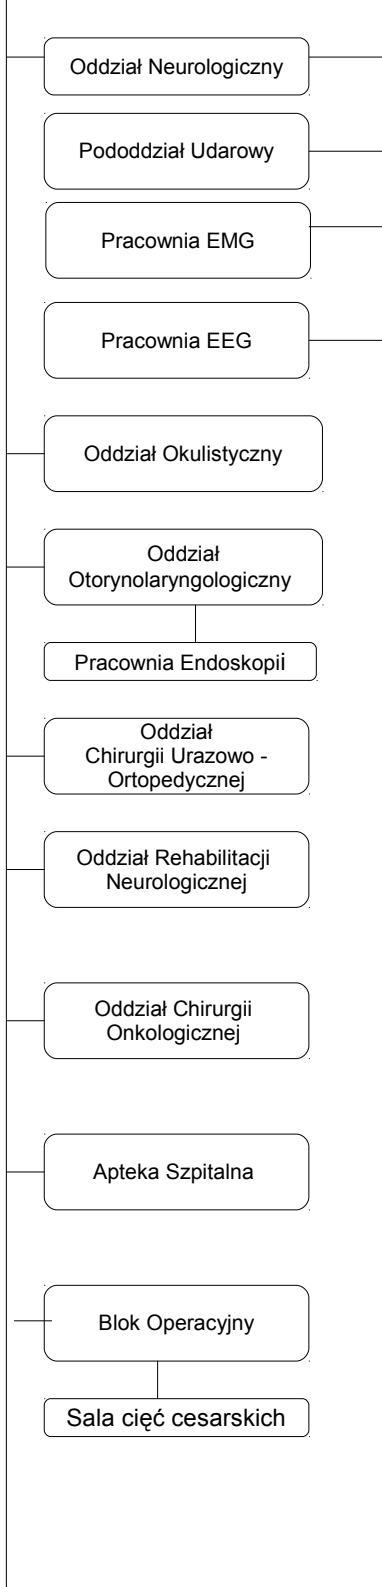 Oddział Neurologiczny
Pododdział Udarowy
Pracownia EMG
Pracownia EEG
Oddział Okulistyczny
Oddział
Otorynolaryngologiczny
Pracownia Endoskopii
Oddział
Chirurgii Urazowo -
Ortopedycznej
Oddział Rehabilitacji
Neurologicznej
Oddział Chirurgii
Onkologicznej
Apteka Szpitalna
Blok Operacyjny
Sala cięć cesarskich